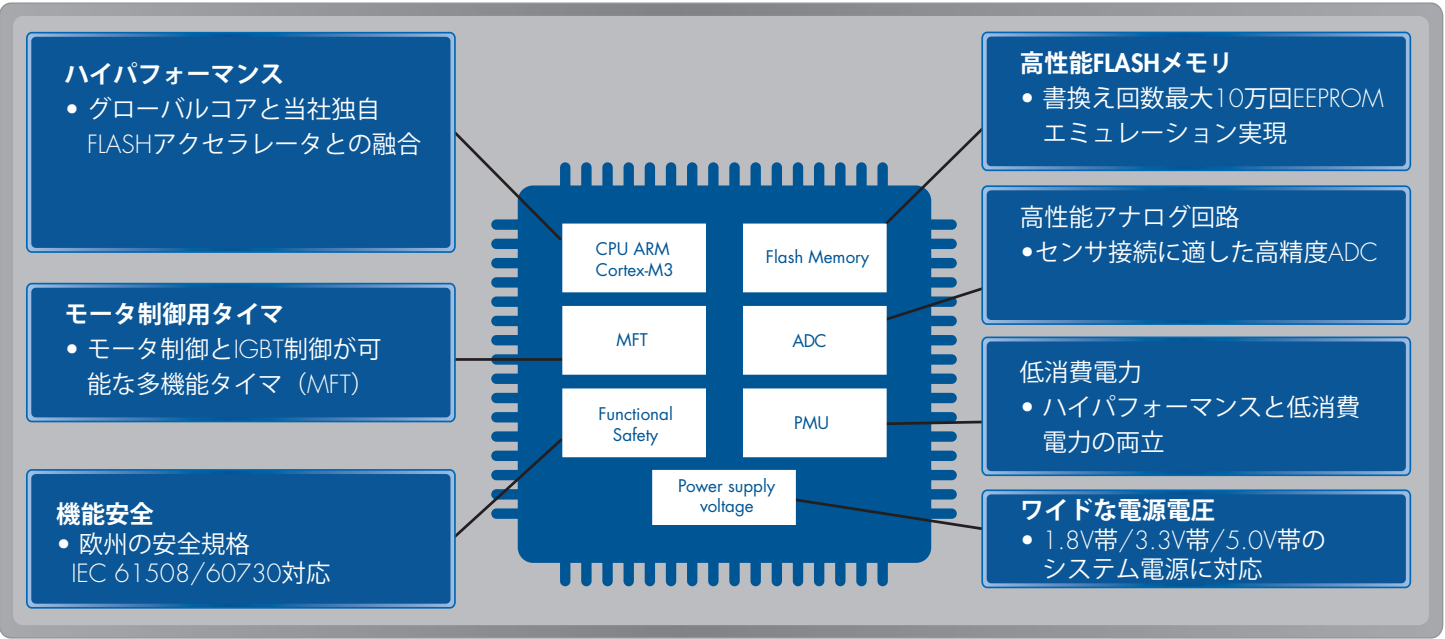 ハイパフォーマンス
• グローバルコアと当社独自
FLASHアクセラレータとの融合
モータ制御用タイマ
• モータ制御とIGBT制御が可
能な多機能タイマ（MFT）
機能安全
• 欧州の安全規格
IEC 61508/60730対応
CPU ARM
Cortex-M3
Flash Memory
MFT
ADC
Functional
Safety
PMU
Power supply
voltage
高性能FLASHメモリ
• 書換え回数最大10万回EEPROM
エミュレーション実現
高性能アナログ回路
•センサ接続に適した高精度ADC
低消費電力
• ハイパフォーマンスと低消費
電力の両立
ワイドな電源電圧
• 1.8V帯/3.3V帯/5.0V帯の
システム電源に対応